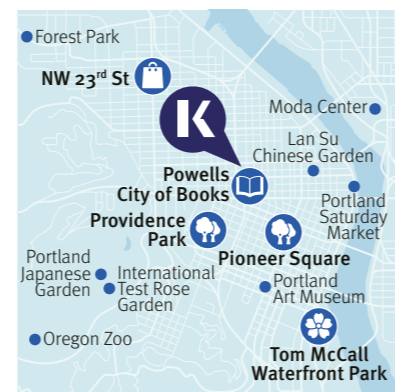 Forest Park
NW 23rd St
K
Moda Center
Lan Su
Chinese Garden
Powells
City of Books
Portland
Saturday
Market
Providence
Park
Pioneer Square
Portland
Japanese
Garden
International
Test Rose
Garden
Portland
Art Museum
Oregon Zoo
Tom McCall
Waterfront Park